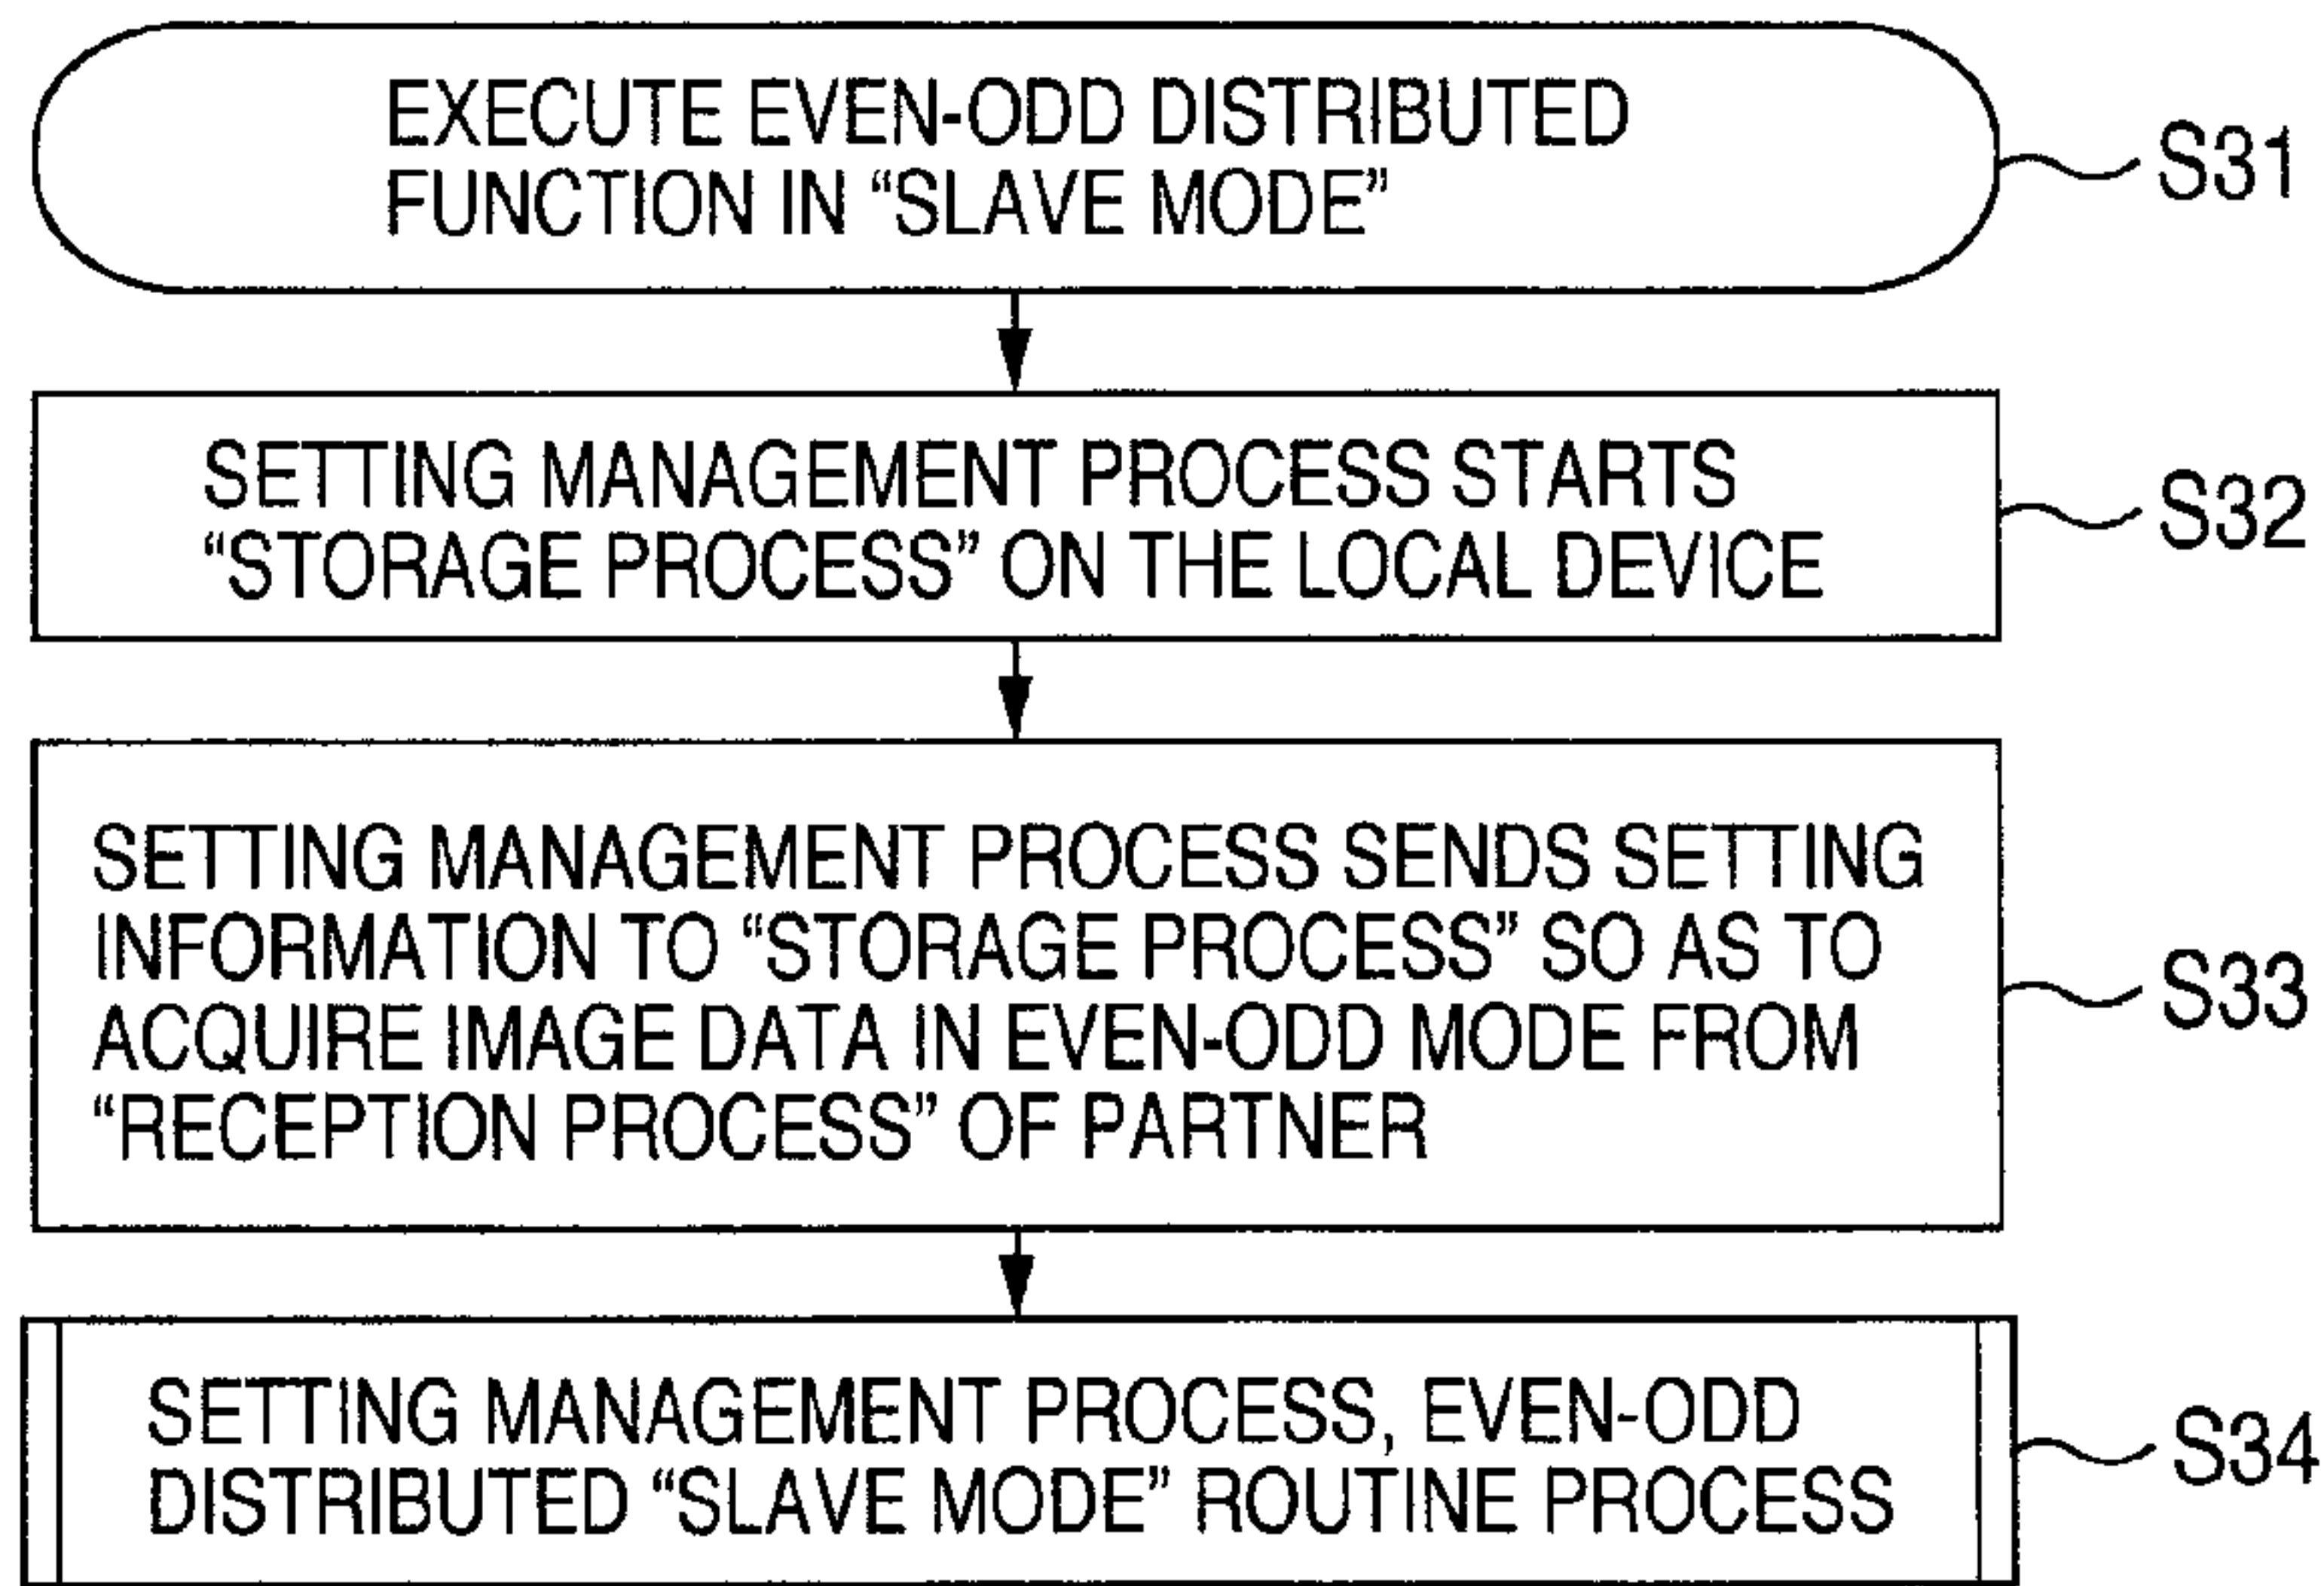 EXECUTE EVEN-ODD DISTRIBUTED
FUNCTION IN “SLAVE MODE”
S31
SETTING MANAGEMENT PROCESS STARTS
“STORAGE PROCESS” ON THE LOCAL DEVICE
S32
SETTING MANAGEMENT PROCESS SENDS SETTING
INFORMATION TO “STORAGE PROCESS” SO AS TO
ACQUIRE IMAGE DATA IN EVEN-ODD MODE FROM
“RECEPTION PROCESS” OF PARTNER
S33
SETTING MANAGEMENT PROCESS, EVEN-ODD
DISTRIBUTED “SLAVE MODE” ROUTINE PROCESS
S34